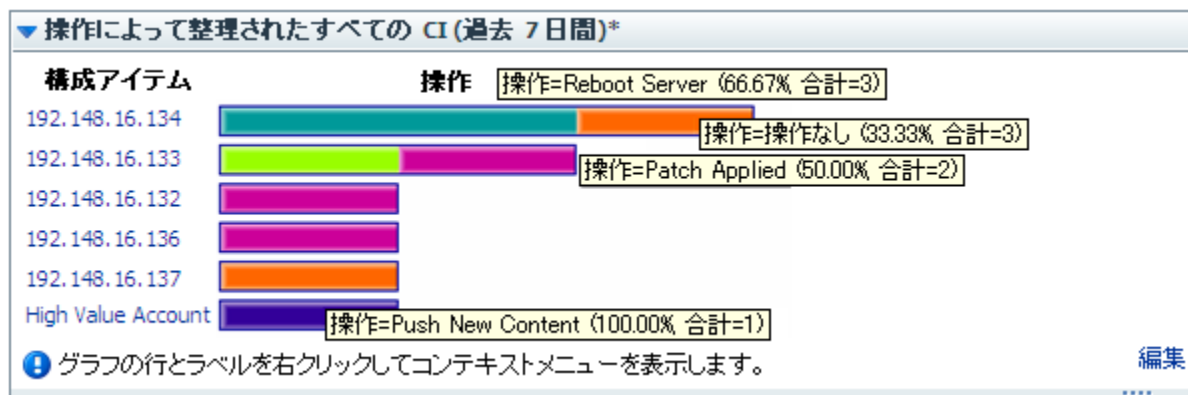 操作によって整理されたすべての CI (過去 7 日間)*
構成アイテム 操作
操作=Reboot Server (66.67%, 合計=3)
192.148.16.134
操作=操作なし (33.33%, 合計=3)
192.148.16.133
操作=Patch Applied (50.00%, 合計=2)
192.148.16.132
192.148.16.136
192.148.16.137
High Value Account
操作=Push New Content (100.00%, 合計=1)
グラフの行とラベルを右クリックしてコンテキストメニューを表示します。
編集